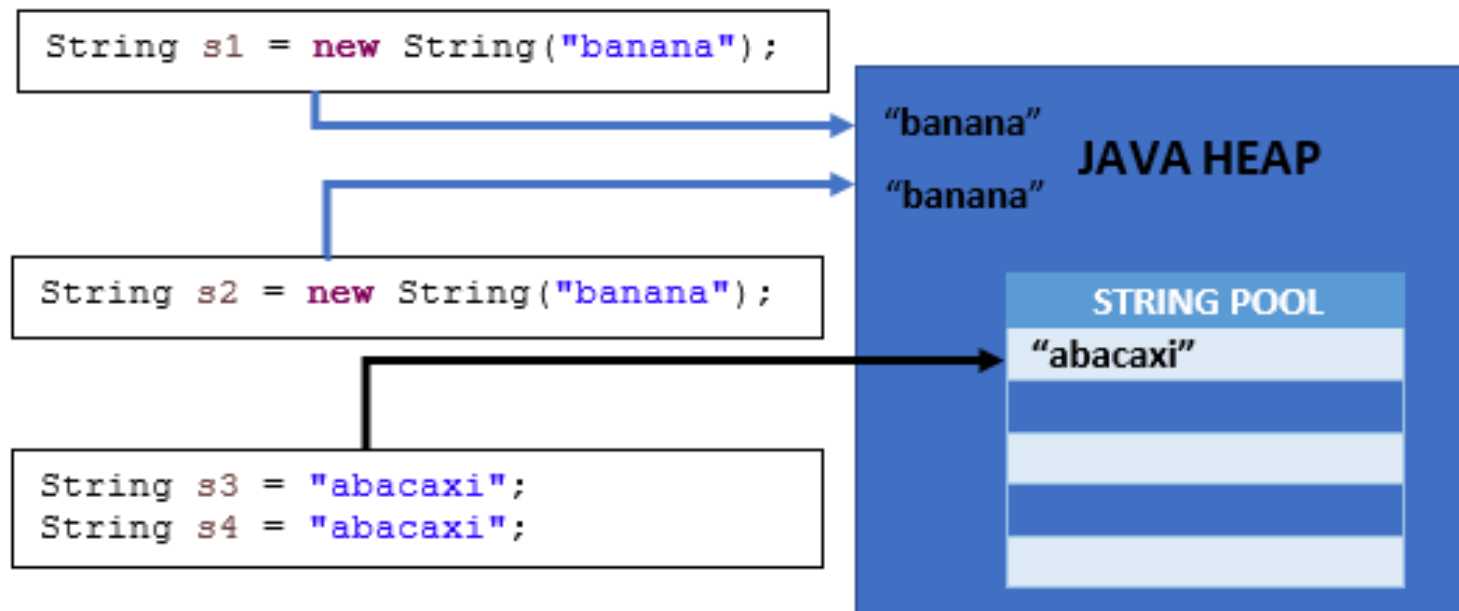 String s1 = new String("banana");
“banana”
JAVA HEAP
“banana”
String s2 = new String("banana");
STRING POOL
“abacaxi”
String s3 = "abacaxi";
String s4 = "abacaxi";